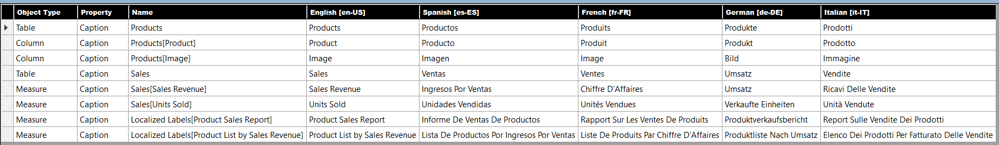 Object Type Property Name English [en-US] Spanish [es-ES] French [fr-FR] German [de-DE] Italian [it-IT]
Table Caption Products Products Productos Produits Produkte Prodotti
Column Caption Products[Product] Product Producto Produit Produkt Prodotto
Column Caption Products[Image] Image Imagen Image Bild Immagine
Table Caption Sales Sales Ventas Ventes Umsatz Vendite
Measure Caption Sales[Sales Revenue] Sales Revenue Ingresos Por Ventas Chiffre D’Affaires Umsatz Ricavi Delle Vendite
Measure Caption Sales[Units Sold] Units Sold Unidades Vendidas Unités Vendues Verkaufte Einheiten Unità Vendute
Measure Caption Localized Labels[Product Sales Report] Product Sales Report Informe De Ventas De Productos Rapport Sur Les Ventes De Produits Produktverkaufsbericht Report Sulle Vendite Dei Prodotti
Measure Caption Localized Labels[Product List by Sales Revenue] Product List by Sales Revenue Lista De Productos Por Ingresos Por Ventas Liste De Produits Par Chiffre D’Affaires Produktliste Nach Umsatz Elenco Dei Prodotti Per Fatturato Delle Vendite